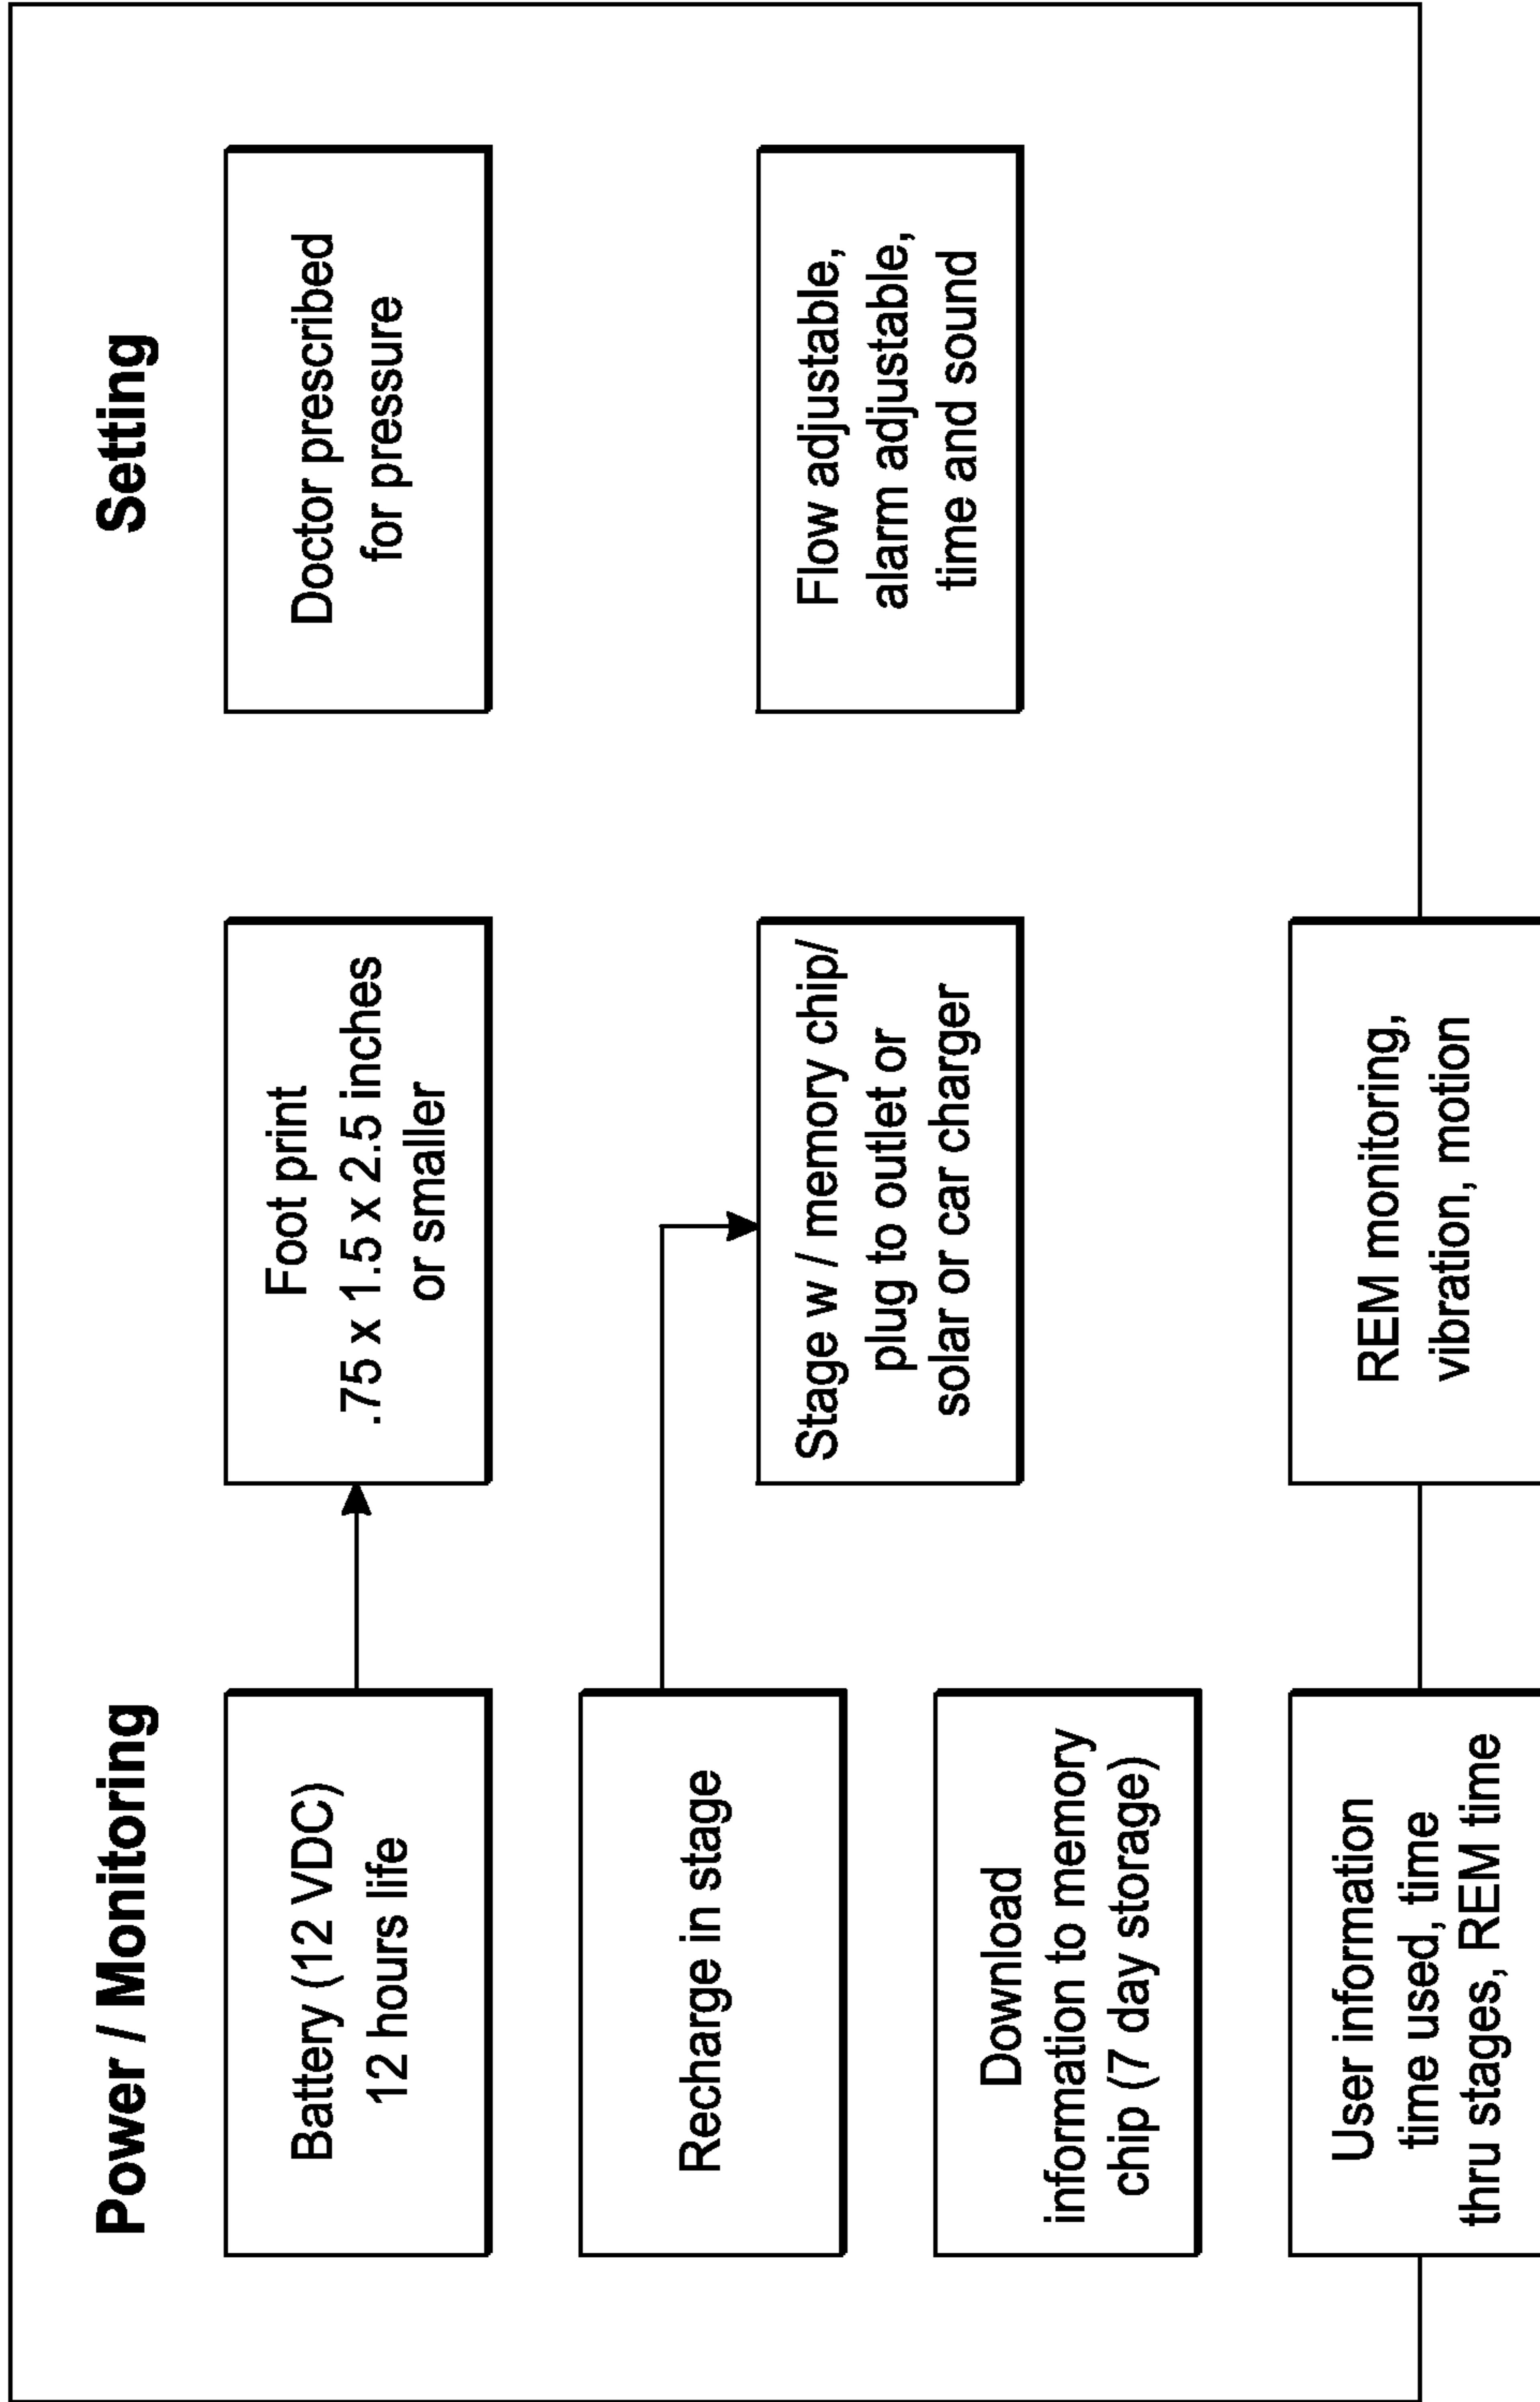 Power / Monitoring
Setting
Battery (12 VDC)
12 hours life
Foot print
.75 x 1.5 x 2.5 inches
or smaller
Doctor prescribed
for pressure
Recharge in stage
Stage w / memory chip/
plug to outlet or
solar or car charger
Flow adjustable,
alarm adjustable,
time and sound
Download
information to memory
chip (7 day storage)
User information
time used, time
thru stages, REM time
REM monitoring,
vibration, motion